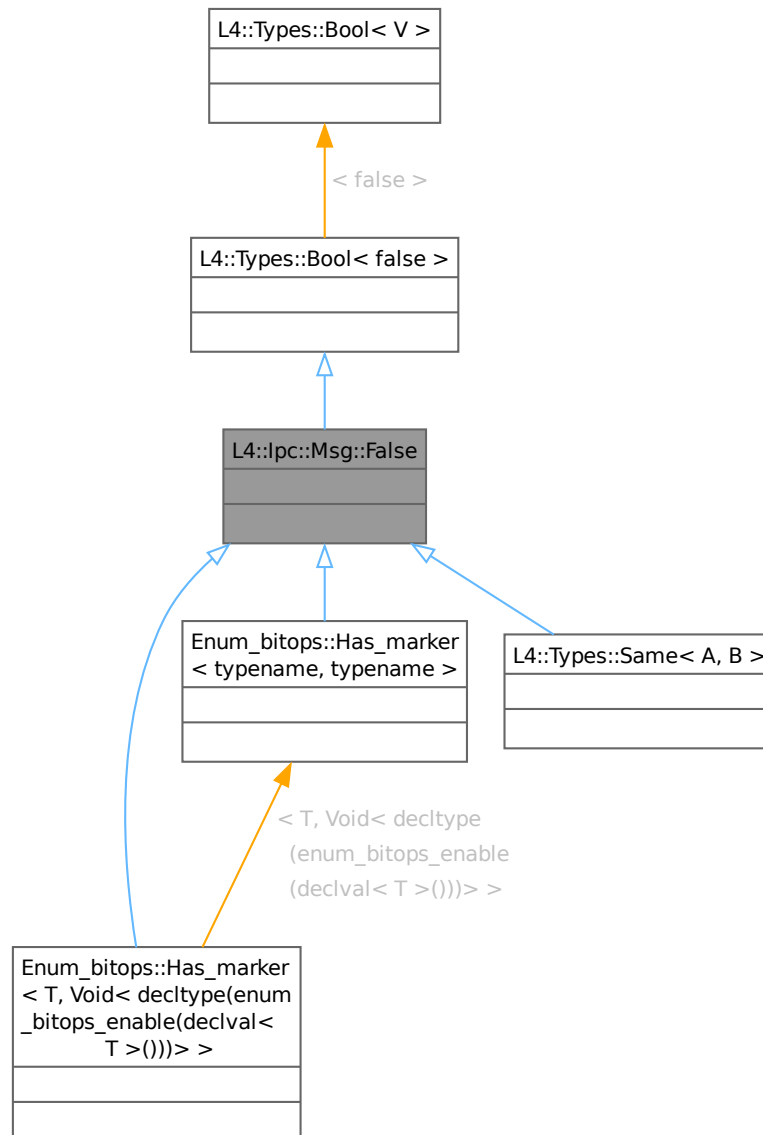 L4::Types::Bool< V >
< false >
L4::Types::Bool< false >
L4::Ipc::Msg::False
Enum_bitops::Has_marker
< typename, typename >
L4::Types::Same< A, B >
< T, Void< decltype
(enum_bitops_enable
(declval< T >()))> >
Enum_bitops::Has_marker
< T, Void< decltype(enum
_bitops_enable(declval<
T >()))> >